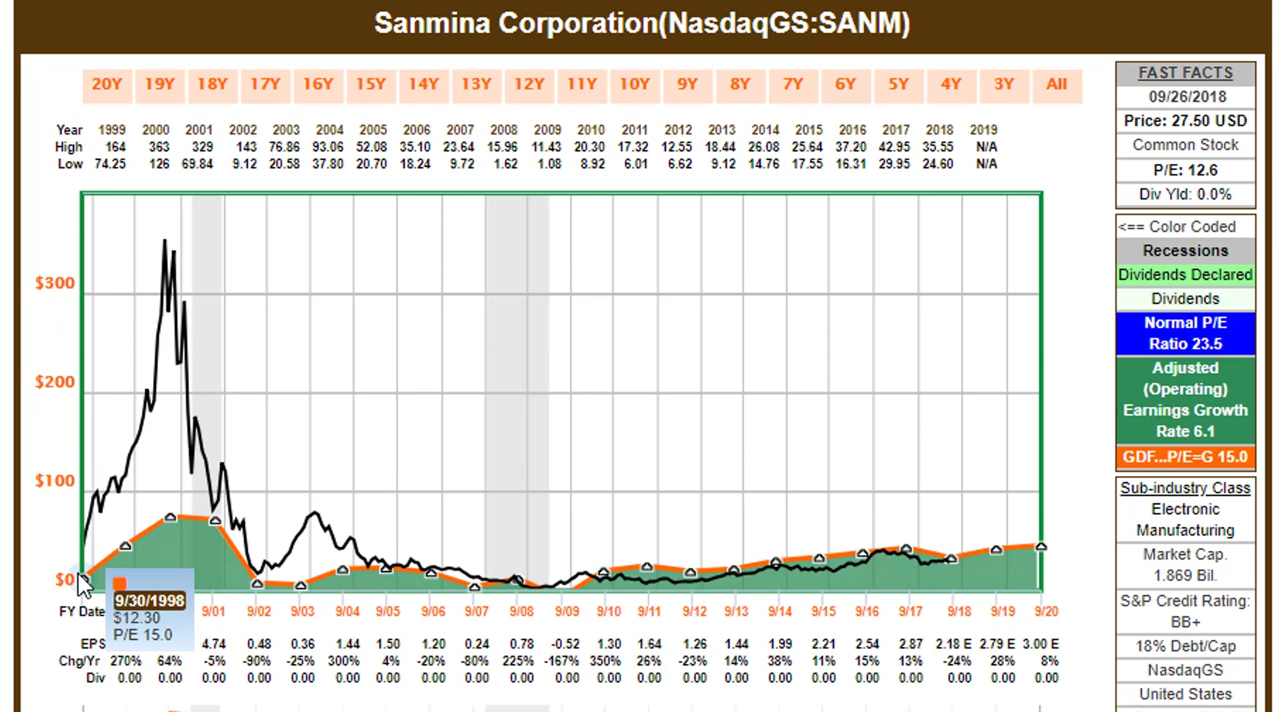 Sanmina Corporation(NasdaqGS:SANM)
20Y 19Y 18Y 17Y 16Y 15Y 14Y 13Y 12Y 11Y 10Y 9Y 8Y 7Y 6Y 5Y 4Y 3Y All
Year 1999 2000 2001 2002 2003 2004 2005 2006 2007 2008 2009 2010 2011 2012 2013 2014 2015 2016 2017 2018 2019
High 164 363 329 143 76.86 93.06 52.08 35.10 23.64 15.96 11.43 20.30 17.32 12.55 18.44 26.08 25.64 37.20 42.95 35.55 N/A
Low 74.25 126 69.84 9.12 20.58 37.80 20.70 18.24 9.72 1.62 1.08 8.92 6.01 6.62 9.12 14.76 17.55 16.31 29.95 24.60 N/A
$300
$200
$100
$0
9/30/1998
$12.30
P/E 15.0
FY Date 9/01 9/02 9/03 9/04 9/05 9/06 9/07 9/08 9/09 9/10 9/11 9/12 9/13 9/14 9/15 9/16 9/17 9/18 9/19 9/20
EPS 4.74 0.48 0.36 1.44 1.50 1.20 0.24 0.78 -0.52 1.30 1.64 1.26 1.44 1.99 2.21 2.54 2.87 2.18 E 2.79 E 3.00 E
Chg/Yr 270% 64% -5% -90% -25% 300% 4% -20% -80% 225% -167% 350% 26% -23% 14% 38% 11% 15% 13% -24% 28% 8%
Div 0.00 0.00 0.00 0.00 0.00 0.00 0.00 0.00 0.00 0.00 0.00 0.00 0.00 0.00 0.00 0.00 0.00 0.00 0.00 0.00 0.00 0.00
FAST FACTS
09/26/2018
Price: 27.50 USD
Common Stock
P/E: 12.6
Div Yld: 0.0%
<== Color Coded
Recessions
Dividends Declared
Dividends
Normal P/E
Ratio 23.5
Adjusted
(Operating)
Earnings Growth
Rate 6.1
GDF...P/E=G 15.0
Sub-industry Class
Electronic
Manufacturing
Market Cap.
1.869 Bil.
S&P Credit Rating:
BB+
18% Debt/Cap
NasdaqGS
United States